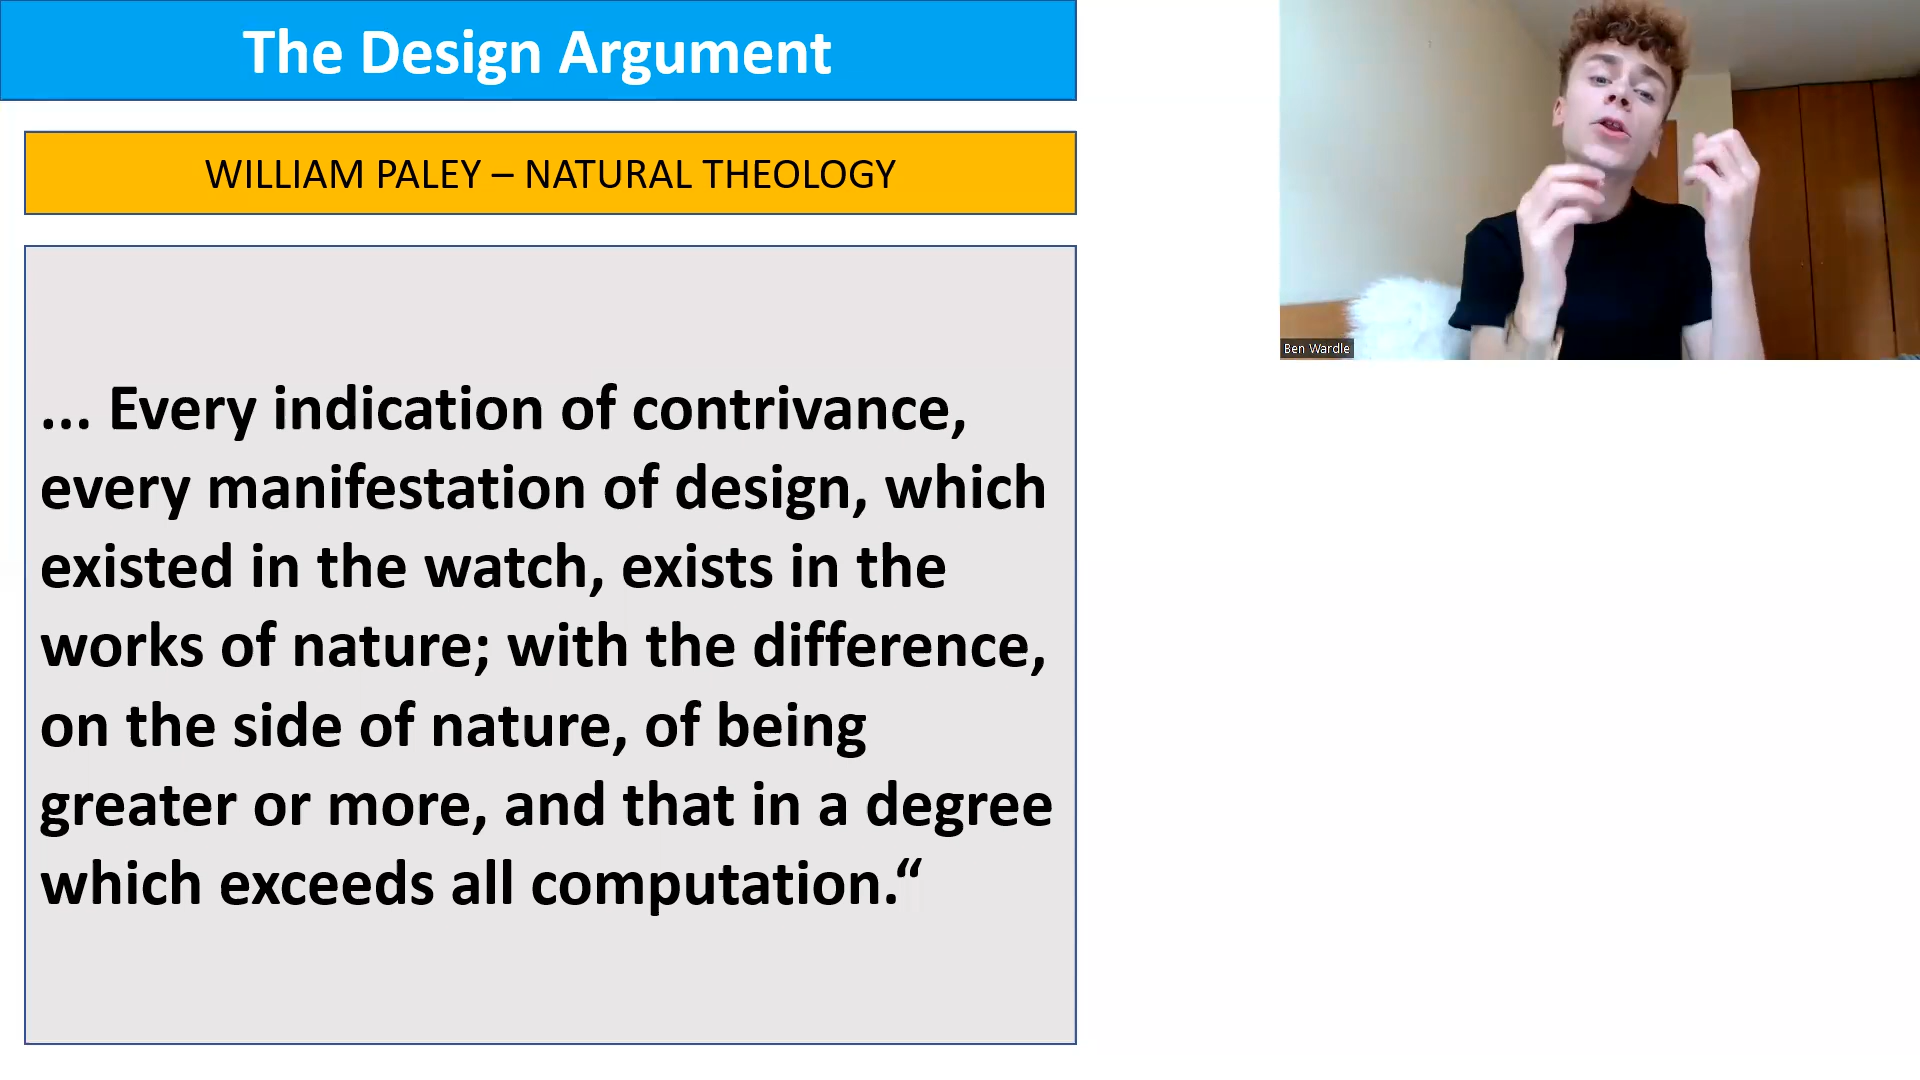 The Design Argument
WILLIAM PALEY – NATURAL THEOLOGY
... Every indication of contrivance,
every manifestation of design, which
existed in the watch, exists in the
works of nature; with the difference,
on the side of nature, of being
greater or more, and that in a degree
which exceeds all computation.“
Ben Wardle